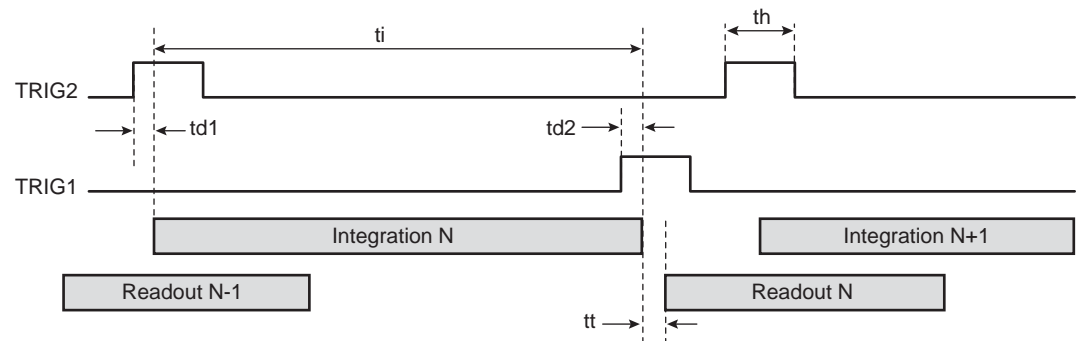 ti
th
TRIG2
td1
td2
TRIG1
Integration N
Integration N+1
Readout N-1
Readout N
tt